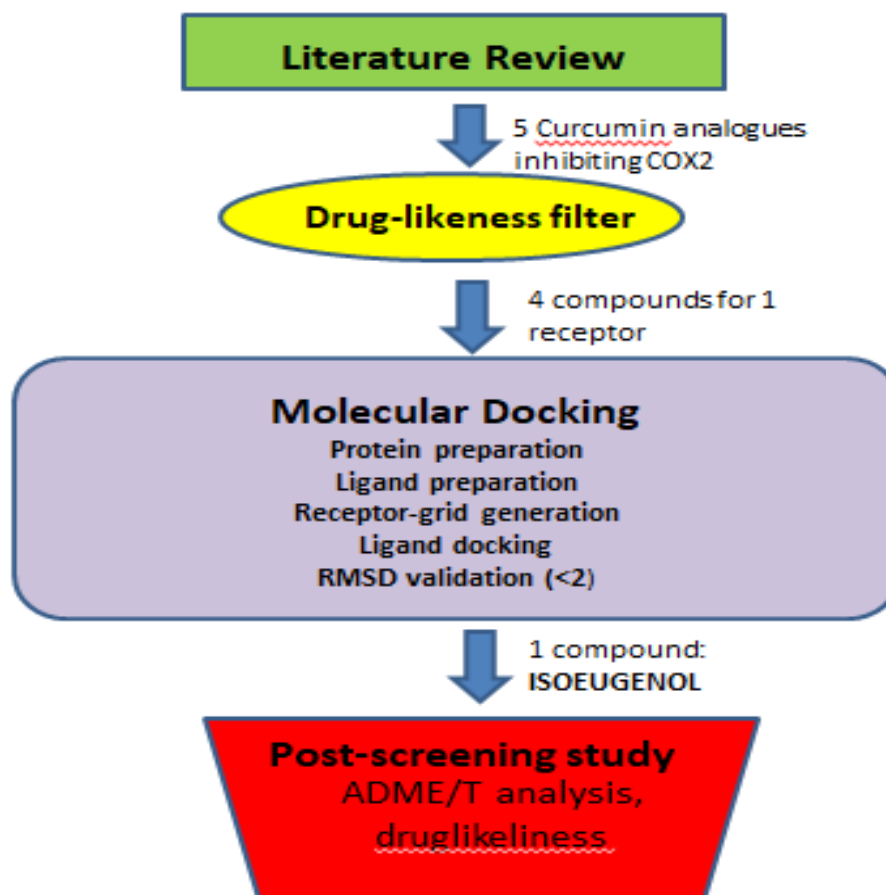 Literature Review
5 Curcumin analogues
inhibiting COX2
Drug-likeness filter
4 compounds for 1
receptor
Molecular Docking
Protein preparation
Ligand preparation
Receptor-grid generation
Ligand docking
RMSD validation (<2)
1 compound:
ISOEUGENOL
Post-screening study
ADME/T analysis,
druglikeliness